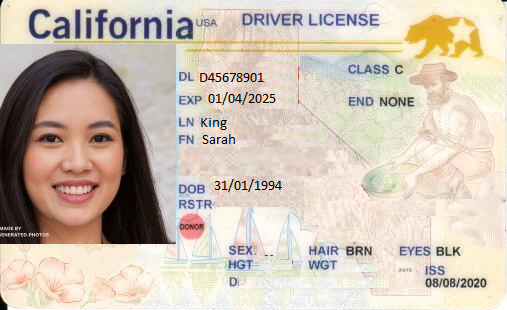 California USA DRIVER LICENSE
DL D45678901 CLASS C
EXP 01/04/2025 END NONE
LN King
FN Sarah
DOB 31/01/1994
RSTR
DONOR
IMAGE BY
GENERATED.PHOTOS
SEX -- HAIR BRN EYES BLK
HGT WGT ISS
D 08/08/2020